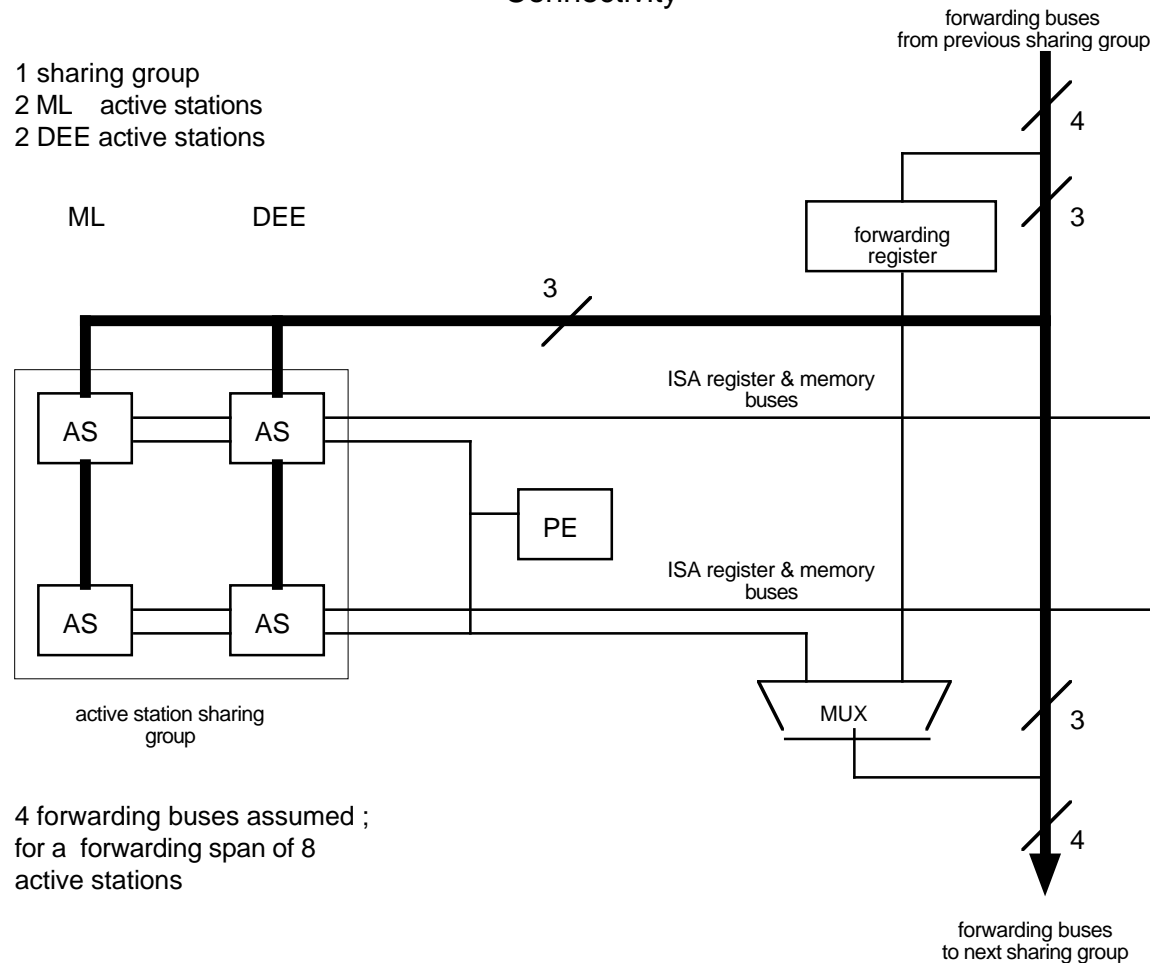 Connectivity
forwarding buses
from previous sharing group
1 sharing group
2 ML active stations
2 DEE active stations
4
ML
DEE
3
forwarding
register
3
ISA register & memory
buses
AS
AS
PE
ISA register & memory
buses
AS
AS
active station sharing
group
MUX
3
4 forwarding buses assumed ;
for a forwarding span of 8
active stations
4
forwarding buses
to next sharing group